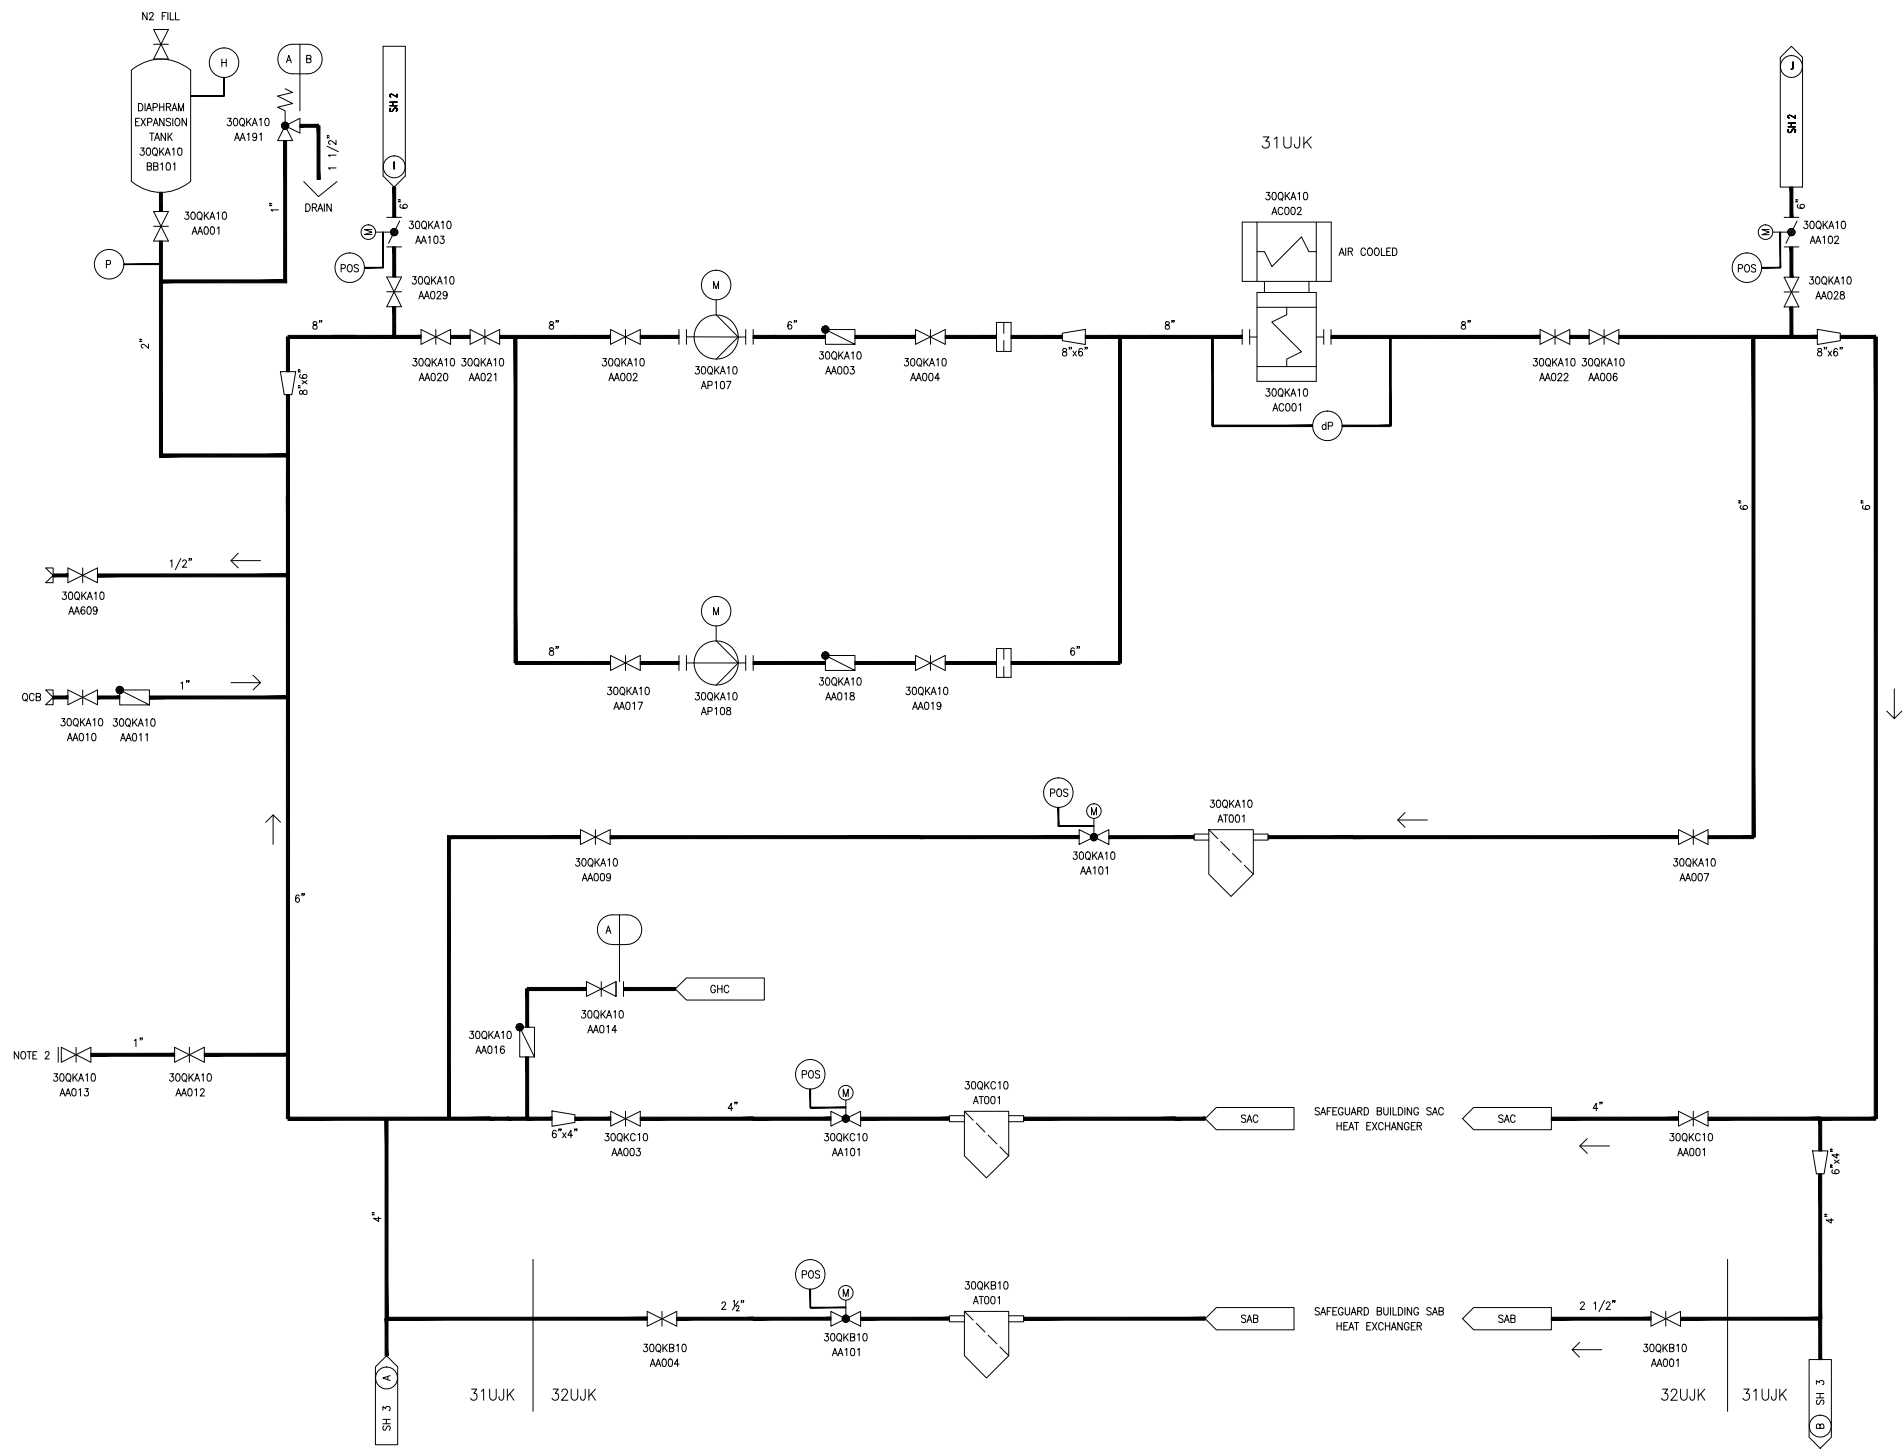 N2 FILL
H
A
B
SH 2
I
J
SH 2
DIAPHRAM
EXPANSION
TANK
30QKA10
BB101
30QKA10
AA191
1 1/2"
DRAIN
1"
30QKA10
AA001
P
2"
6"
M
30QKA10
AA103
POS
30QKA10
AA029
31UJK
30QKA10
AC002
AIR COOLED
6"
M
30QKA10
AA102
POS
30QKA10
AA028
8"
30QKA10
AA020
30QKA10
AA021
8"
30QKA10
AA002
M
30QKA10
AP107
6"
30QKA10
AA003
30QKA10
AA004
8"x6"
8"
30QKA10
AC001
dP
8"
30QKA10
AA022
30QKA10
AA006
8"x6"
8"x6"
6"
6"
1/2"
30QKA10
AA609
QCB
30QKA10
AA010
30QKA10
AA011
1"
8"
30QKA10
AA017
M
30QKA10
AP108
30QKA10
AA018
30QKA10
AA019
6"
6"
30QKA10
AA009
POS
M
30QKA10
AA101
30QKA10
AT001
30QKA10
AA007
A
GHC
30QKA10
AA014
30QKA10
AA016
NOTE 2
30QKA10
AA013
1"
30QKA10
AA012
6"x4"
30QKC10
AA003
4"
POS
M
30QKC10
AA101
30QKC10
AT001
SAC
SAFEGUARD BUILDING SAC
HEAT EXCHANGER
SAC
4"
30QKC10
AA001
6"x4"
4"
4"
30QKB10
AA004
2 ½"
POS
M
30QKB10
AA101
30QKB10
AT001
SAB
SAFEGUARD BUILDING SAB
HEAT EXCHANGER
SAB
2 1/2"
30QKB10
AA001
A
SH 3
31UJK
32UJK
32UJK
31UJK
SH 3
B